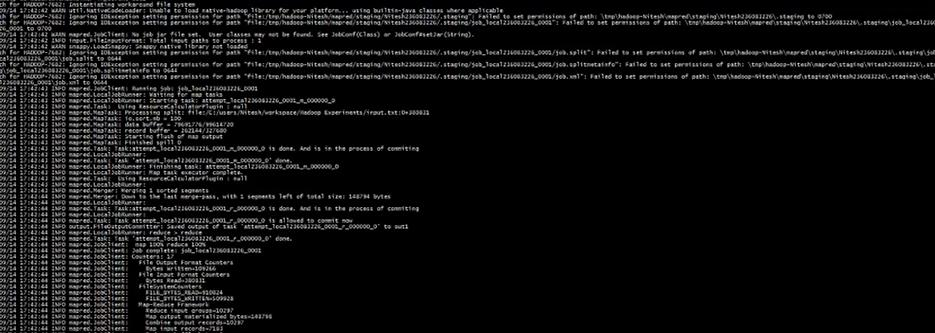 ch for HADOOP-7682: Instantiating workaround file system
09/14 17:42:42 WARN util.NativeCodeLoader: Unable to load native-hadoop library for your platform... using builtin-java classes where applicable
ch for HADOOP-7682: Ignoring IOException setting permission for path "file:/tmp/hadoop-Nitesh/mapred/staging/Nitesh236083226/.staging": Failed to set permissions of path: \tmp\hadoop-Nitesh\mapred\staging\Nitesh236083226\.staging to 0700
ch for HADOOP-7682: Ignoring IOException setting permission for path "file:/tmp/hadoop-Nitesh/mapred/staging/Nitesh236083226/.staging/job_local236083226_0001": Failed to set permissions of path: \tmp\hadoop-Nitesh\mapred\staging\Nitesh236083226\.staging\job_local236083226
_0001 to 0700
09/14 17:42:42 WARN mapred.JobClient: No job jar file set. User classes may not be found. See JobConf(Class) or JobConf#setJar(String).
09/14 17:42:42 INFO input.FileInputFormat: Total input paths to process : 1
09/14 17:42:42 WARN snappy.LoadSnappy: Snappy native library not loaded
ch for HADOOP-7682: Ignoring IOException setting permission for path "file:/tmp/hadoop-Nitesh/mapred/staging/Nitesh236083226/.staging/job_local236083226_0001/job.split": Failed to set permissions of path: \tmp\hadoop-Nitesh\mapred\staging\Nitesh236083226\.staging\jo
\job.split to 0644
ch for HADOOP-7682: Ignoring IOException setting permission for path "file:/tmp/hadoop-Nitesh/mapred/staging/Nitesh236083226/.staging/job_local236083226_0001/job.splitmetainfo": Failed to set permissions of path: \tmp\hadoop-Nitesh\mapred\staging\Nitesh236083226\.s
\job.splitmetainfo to 0644
ch for HADOOP-7682: Ignoring IOException setting permission for path "file:/tmp/hadoop-Nitesh/mapred/staging/Nitesh236083226/.staging/job_local236083226_0001/job.xml": Failed to set permissions of path: \tmp\hadoop-Nitesh\mapred\staging\Nitesh236083226\.staging\job_
09/14 17:42:43 INFO mapred.JobClient: Running job: job_local236083226_0001
09/14 17:42:43 INFO mapred.LocalJobRunner: Waiting for map tasks
09/14 17:42:43 INFO mapred.LocalJobRunner: Starting task: attempt_local236083226_0001_m_000000_0
09/14 17:42:43 INFO mapred.Task: Using ResourceCalculatorPlugin : null
09/14 17:42:43 INFO mapred.MapTask: Processing split: file:/C:/users/Nitesh/workspace/Hadoop Experiments/input.txt:0+380831
09/14 17:42:43 INFO mapred.MapTask: io.sort.mb = 100
09/14 17:42:43 INFO mapred.MapTask: data buffer = 79691776/99614720
09/14 17:42:43 INFO mapred.MapTask: record buffer = 262144/327680
09/14 17:42:44 INFO mapred.MapTask: Starting flush of map output
09/14 17:42:44 INFO mapred.MapTask: Finished spill 0
09/14 17:42:44 INFO mapred.Task: Task:attempt_local236083226_0001_m_000000_0 is done. And is in the process of commiting
09/14 17:42:44 INFO mapred.LocalJobRunner:
09/14 17:42:44 INFO mapred.Task: Task 'attempt_local236083226_0001_m_000000_0' done.
09/14 17:42:44 INFO mapred.LocalJobRunner: Finishing task: attempt_local236083226_0001_m_000000_0
09/14 17:42:44 INFO mapred.LocalJobRunner: Map task executor complete.
09/14 17:42:44 INFO mapred.Task: Using ResourceCalculatorPlugin : null
09/14 17:42:44 INFO mapred.LocalJobRunner:
09/14 17:42:44 INFO mapred.Merger: Merging 1 sorted segments
09/14 17:42:44 INFO mapred.Merger: Down to the last merge-pass, with 1 segments left of total size: 148794 bytes
09/14 17:42:44 INFO mapred.LocalJobRunner:
09/14 17:42:44 INFO mapred.Task: Task:attempt_local236083226_0001_r_000000_0 is done. And is in the process of commiting
09/14 17:42:44 INFO mapred.LocalJobRunner:
09/14 17:42:44 INFO mapred.Task: Task attempt_local236083226_0001_r_000000_0 is allowed to commit now
09/14 17:42:44 INFO output.FileOutputCommitter: Saved output of task 'attempt_local236083226_0001_r_000000_0' to out1
09/14 17:42:44 INFO mapred.LocalJobRunner: reduce > reduce
09/14 17:42:44 INFO mapred.Task: Task 'attempt_local236083226_0001_r_000000_0' done.
09/14 17:42:44 INFO mapred.JobClient: map 100% reduce 100%
09/14 17:42:44 INFO mapred.JobClient: Job complete: job_local236083226_0001
09/14 17:42:44 INFO mapred.JobClient: Counters: 17
09/14 17:42:44 INFO mapred.JobClient: File Output Format Counters
09/14 17:42:44 INFO mapred.JobClient: Bytes Written=109266
09/14 17:42:44 INFO mapred.JobClient: File Input Format Counters
09/14 17:42:44 INFO mapred.JobClient: Bytes Read=380831
09/14 17:42:44 INFO mapred.JobClient: FileSystemCounters
09/14 17:42:44 INFO mapred.JobClient: FILE_BYTES_READ=910824
09/14 17:42:44 INFO mapred.JobClient: FILE_BYTES_WRITTEN=509928
09/14 17:42:44 INFO mapred.JobClient: Map-Reduce Framework
09/14 17:42:44 INFO mapred.JobClient: Reduce input groups=10297
09/14 17:42:44 INFO mapred.JobClient: Map output materialized bytes=148798
09/14 17:42:44 INFO mapred.JobClient: Combine output records=10297
09/14 17:42:44 INFO mapred.JobClient: Map input records=7183